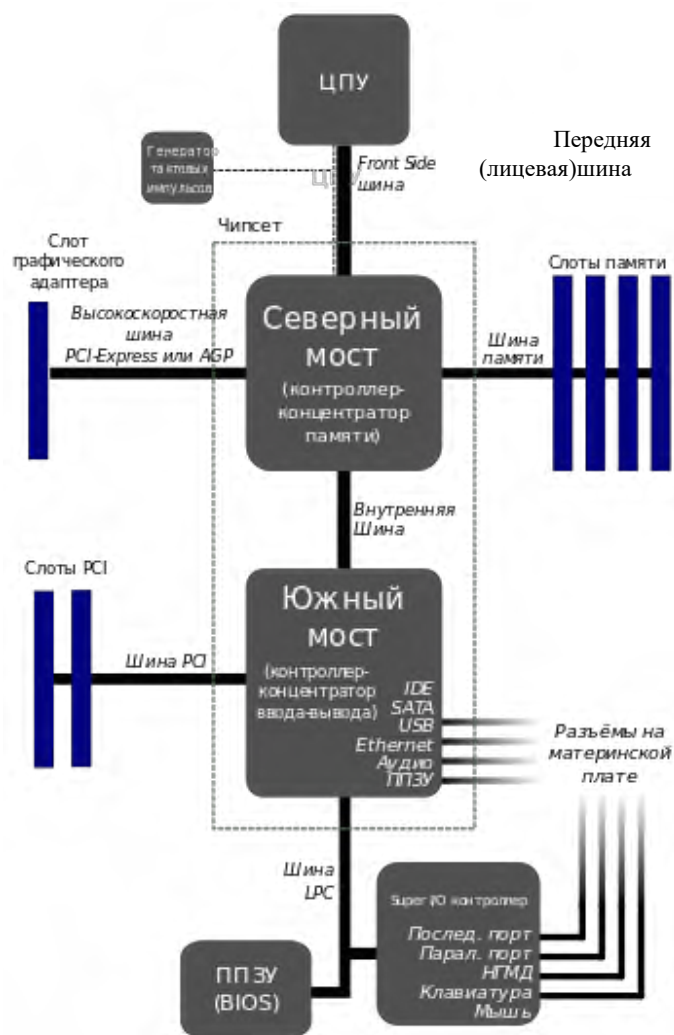 ЦПУ
Генератор
тактовых
импульсов
ЦПУ
Front Side
шина
Передняя
(лицевая)шина
Чипсет
Слот
графического
адаптера
Высокоскоростная
шина
PCI-Express или AGP
Северный
мост
(контроллер-
концентратор
памяти)
Шина
памяти
Слоты памяти
Внутренняя
Шина
Слоты PCI
Шина PCI
Южный
мост
(контроллер-
концентратор
ввода-вывода)
IDE
SATA
USB
Ethernet
Аудио
ППЗУ
Разъёмы на
материнской
плате
Шина
LPC
Super I/O контроллер
Послед. порт
Парал. порт
НГМД
Клавиатура
Мышь
ППЗУ
(BIOS)